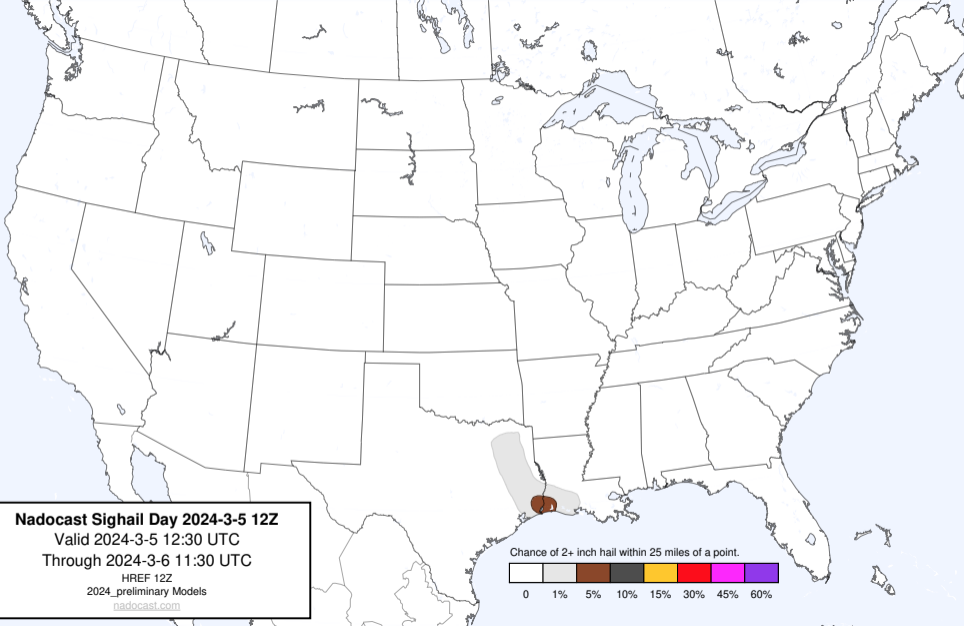 Nadocast Sighail Day 2024-3-5 12Z
Valid 2024-3-5 12:30 UTC
Through 2024-3-6 11:30 UTC
HREF 12Z
2024_preliminary Models
nadocast.com
Chance of 2+ inch hail within 25 miles of a point.
0 1% 5% 10% 15% 30% 45% 60%